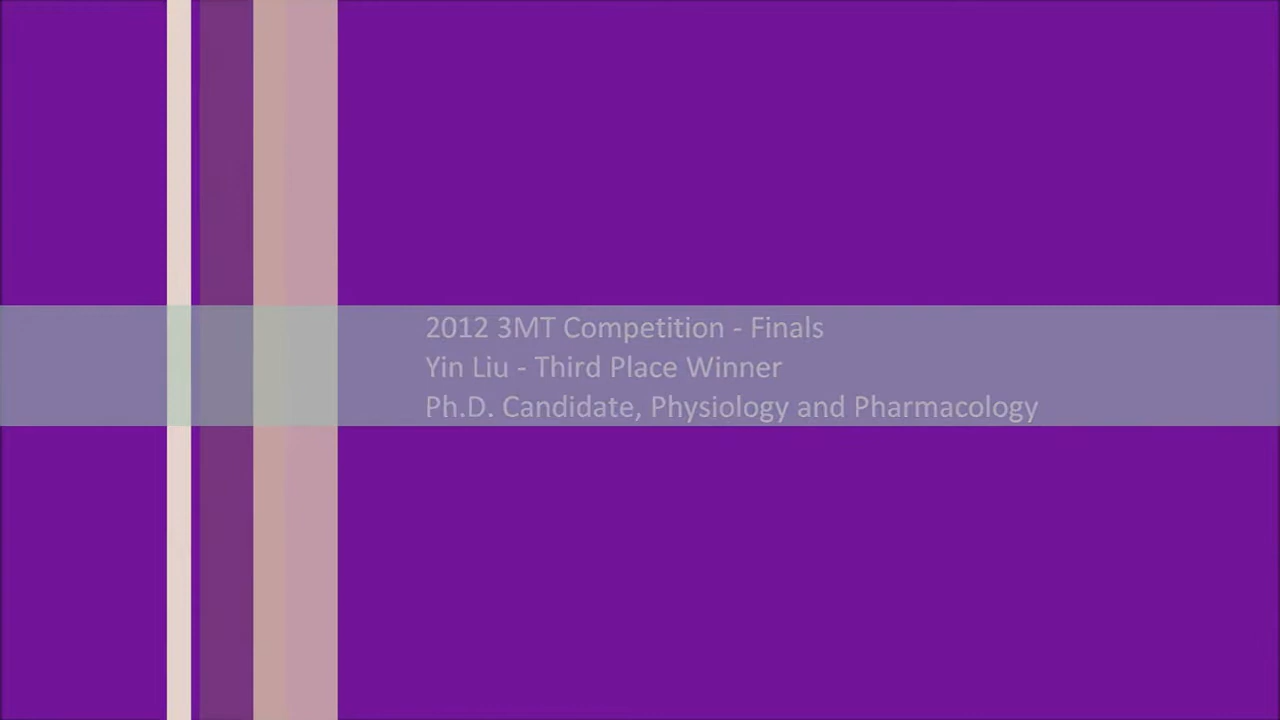 2012 3MT Competition - Finals
Yin Liu - Third Place Winner
Ph.D. Candidate, Physiology and Pharmacology